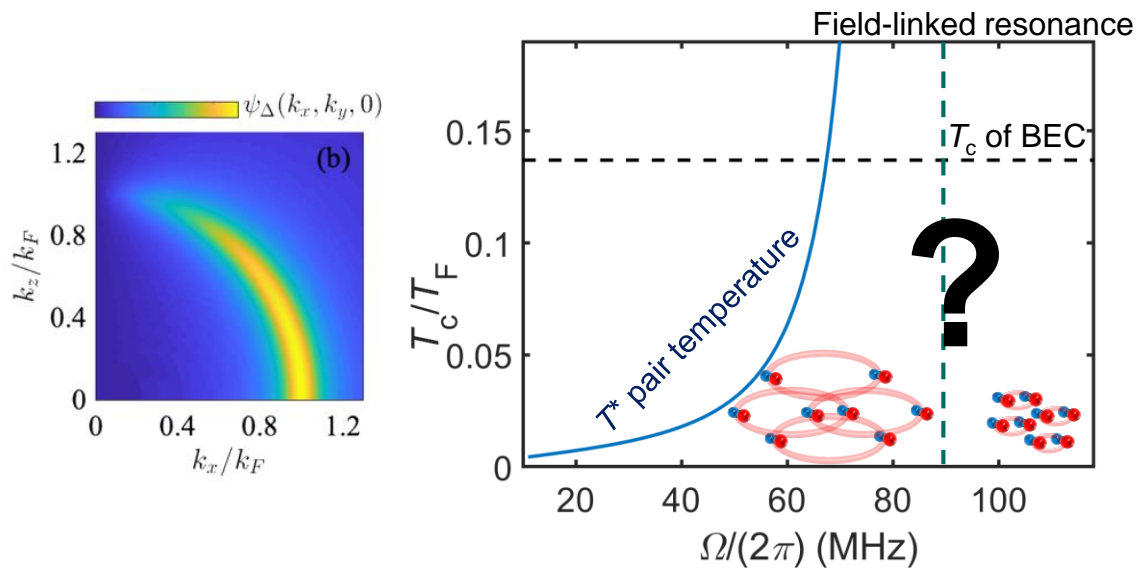 Field-linked resonance
ψ_Δ(k_x, k_y, 0)
(b)
1.2
0.8
0.4
0
k_z/k_F
0
0.4
0.8
1.2
k_x/k_F
0.15
0.1
0.05
0
T_c/T_F
T_c of BEC
T* pair temperature
?
20
40
60
80
100
Ω/(2π) (MHz)